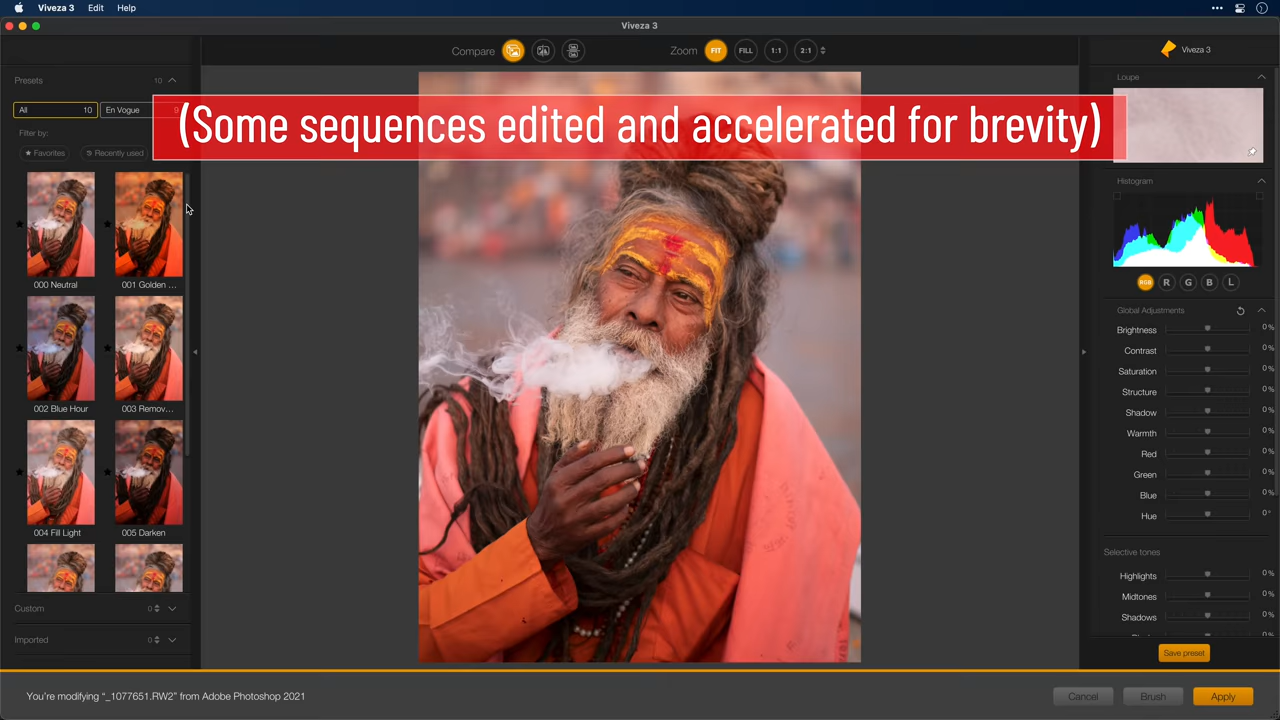 Viveza 3 Edit Help
Viveza 3
Compare
Zoom FIT FILL 1:1 2:1
Viveza 3
Presets 10
All 10 En Vogue 9
(Some sequences edited and accelerated for brevity)
Filter by:
Favorites Recently used
000 Neutral 001 Golden ...
002 Blue Hour 003 Remov...
004 Fill Light 005 Darken
Custom 0
Imported 0
Loupe
Histogram
RGB R G B L
Global Adjustments
Brightness 0%
Contrast 0%
Saturation 0%
Structure 0%
Shadow 0%
Warmth 0%
Red 0%
Green 0%
Blue 0%
Hue 0°
Selective tones
Highlights 0%
Midtones 0%
Shadows 0%
Save preset
You're modifying “_1077651.RW2” from Adobe Photoshop 2021
Cancel Brush Apply